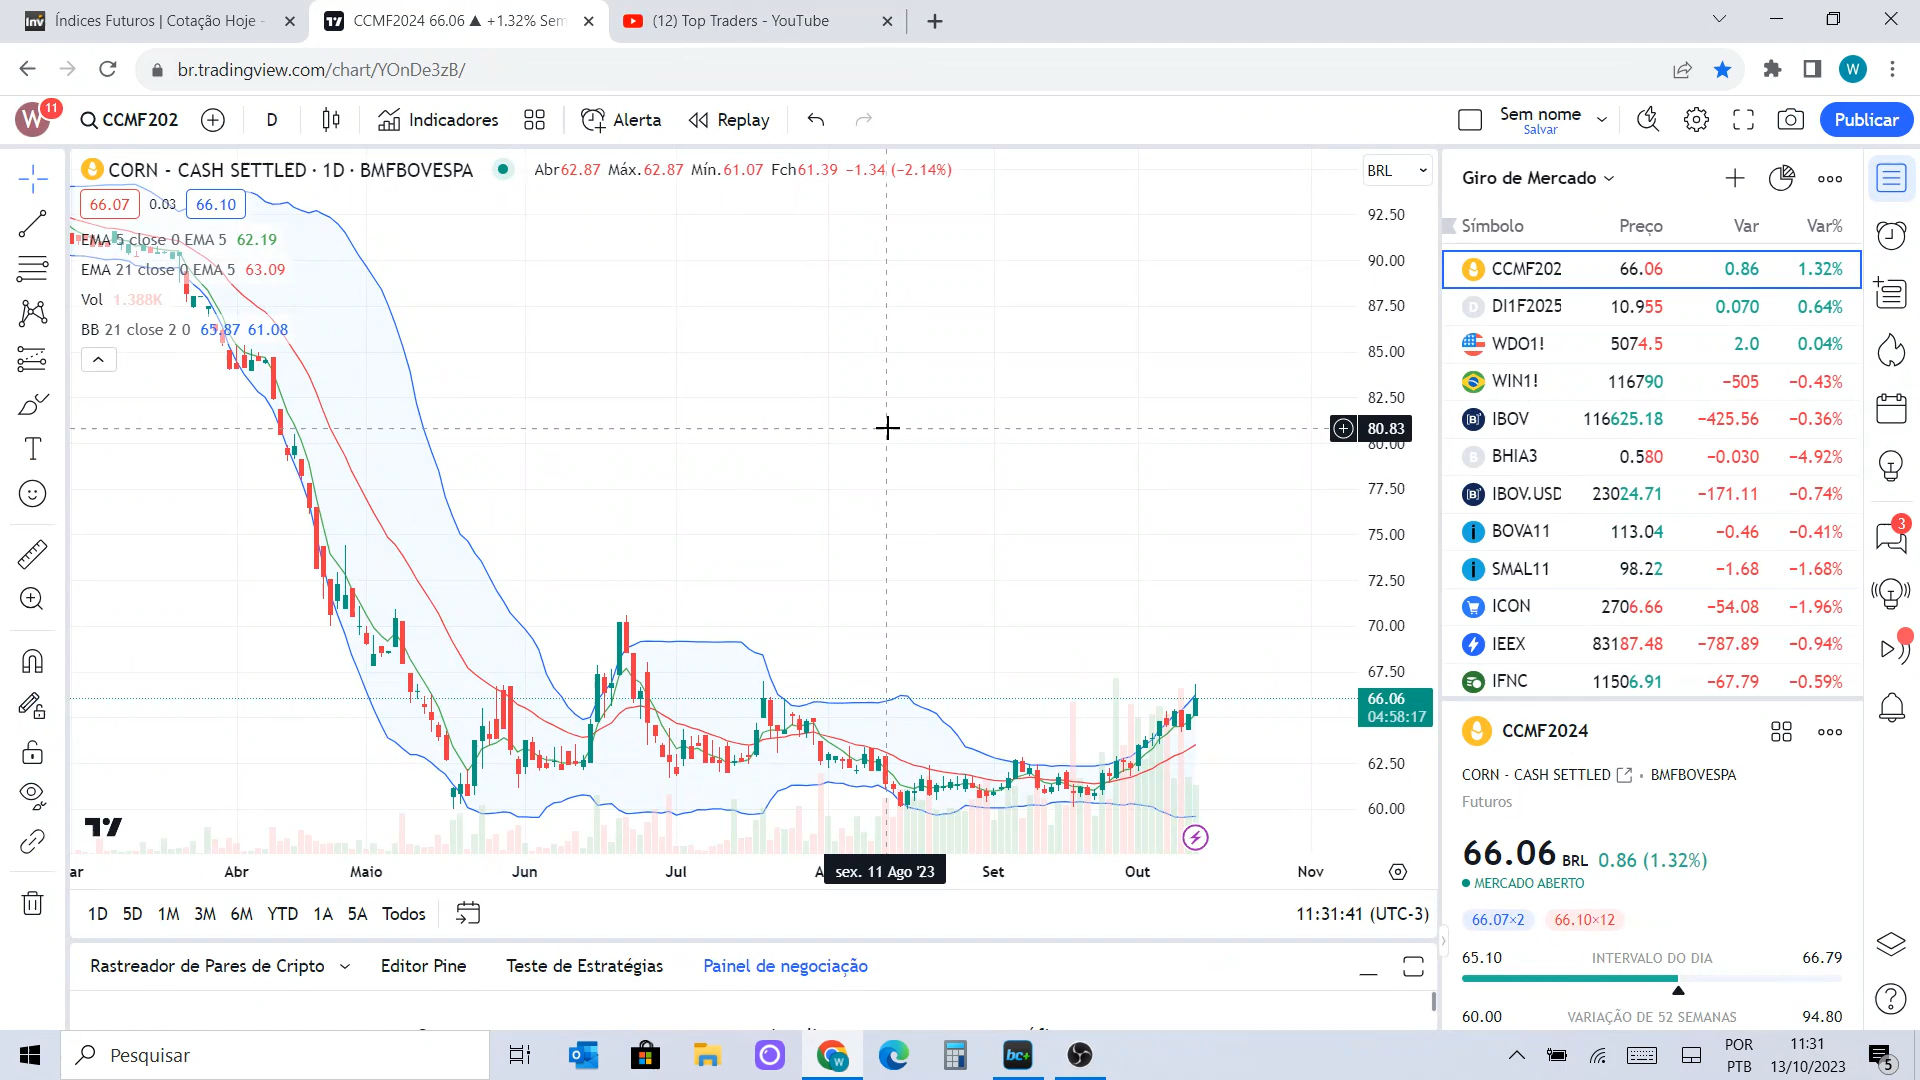 Índices Futuros | Cotação Hoje -
CCMF2024 66.06 ▲ +1.32% Sem
(12) Top Traders - YouTube
br.tradingview.com/chart/YOnDe3zB/
W
W
11
CCMF202
D
Indicadores
Alerta
Replay
Sem nome
Salvar
Publicar
CORN - CASH SETTLED · 1D · BMFBOVESPA
Abr62.87 Máx.62.87 Mín.61.07 Fch61.39 −1.34 (−2.14%)
BRL
66.07 0.03 66.10
EMA 5 close 0 EMA 5 62.19
EMA 21 close 0 EMA 5 63.09
Vol 1.388K
BB 21 close 2 0 65.87 61.08
92.50
90.00
87.50
85.00
82.50
80.83
80.00
77.50
75.00
72.50
70.00
67.50
66.06
04:58:17
62.50
60.00
ar Abr Maio Jun Jul A sex. 11 Ago '23 Set Out Nov
1D 5D 1M 3M 6M YTD 1A 5A Todos
11:31:41 (UTC-3)
Rastreador de Pares de Cripto Editor Pine Teste de Estratégias Painel de negociação
Giro de Mercado
Símbolo Preço Var Var%
CCMF202 66.06 0.86 1.32%
DI1F2025 10.955 0.070 0.64%
WDO1! 5074.5 2.0 0.04%
WIN1! 116790 −505 −0.43%
IBOV 116625.18 −425.56 −0.36%
BHIA3 0.580 −0.030 −4.92%
IBOV.USD 23024.71 −171.11 −0.74%
BOVA11 113.04 −0.46 −0.41%
SMAL11 98.22 −1.68 −1.68%
ICON 2706.66 −54.08 −1.96%
IEEX 83187.48 −787.89 −0.94%
IFNC 11506.91 −67.79 −0.59%
3
CCMF2024
CORN - CASH SETTLED · BMFBOVESPA
Futuros
66.06 BRL 0.86 (1.32%)
MERCADO ABERTO
66.07×2 66.10×12
65.10 INTERVALO DO DIA 66.79
60.00 VARIAÇÃO DE 52 SEMANAS 94.80
Pesquisar
bc+
POR
PTB
11:31
13/10/2023
5